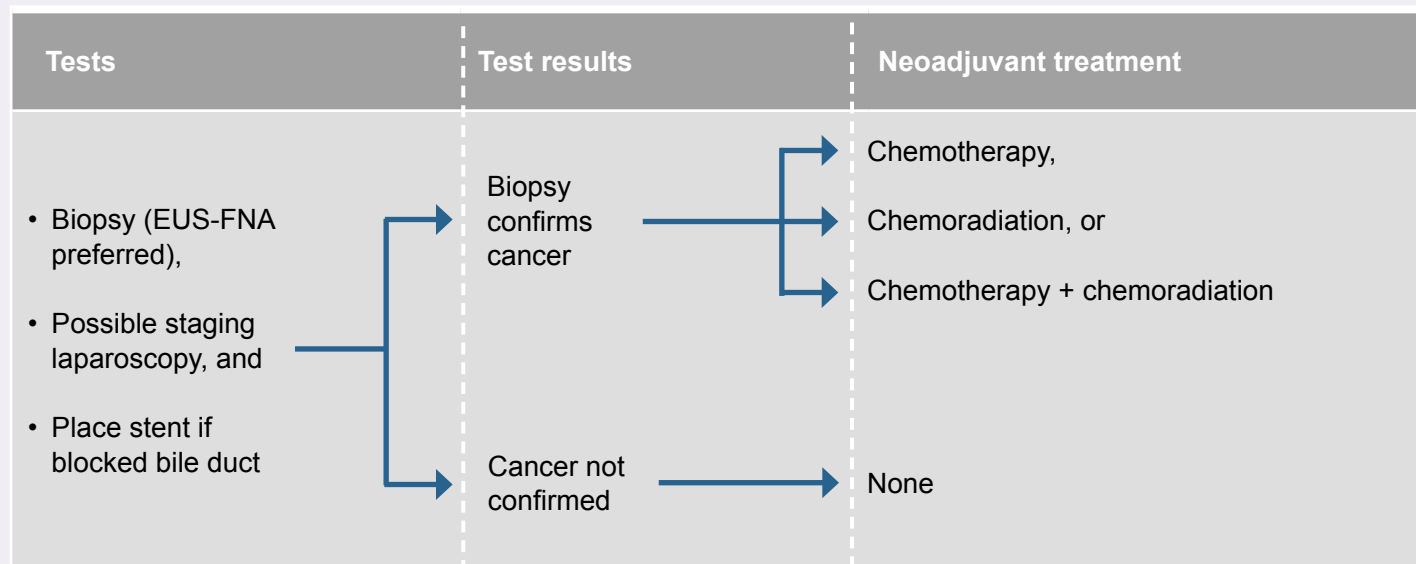 Tests
Test results
Neoadjuvant treatment
• Biopsy (EUS-FNA
preferred),
• Possible staging
laparoscopy, and
• Place stent if
blocked bile duct
Biopsy
confirms
cancer
Cancer not
confirmed
Chemotherapy,
Chemoradiation, or
Chemotherapy + chemoradiation
None